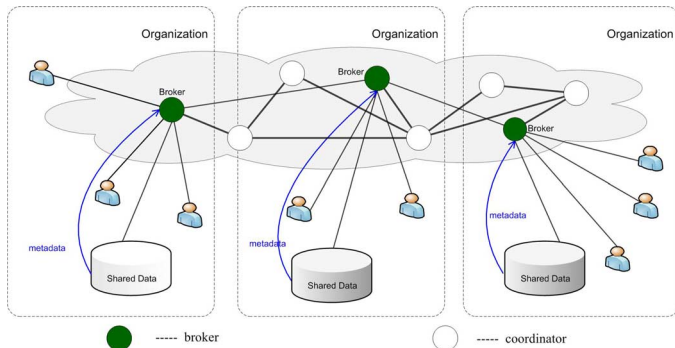 Organization
Organization
Organization
Broker
Broker
Broker
metadata
metadata
metadata
Shared Data
Shared Data
Shared Data
----- broker
----- coordinator